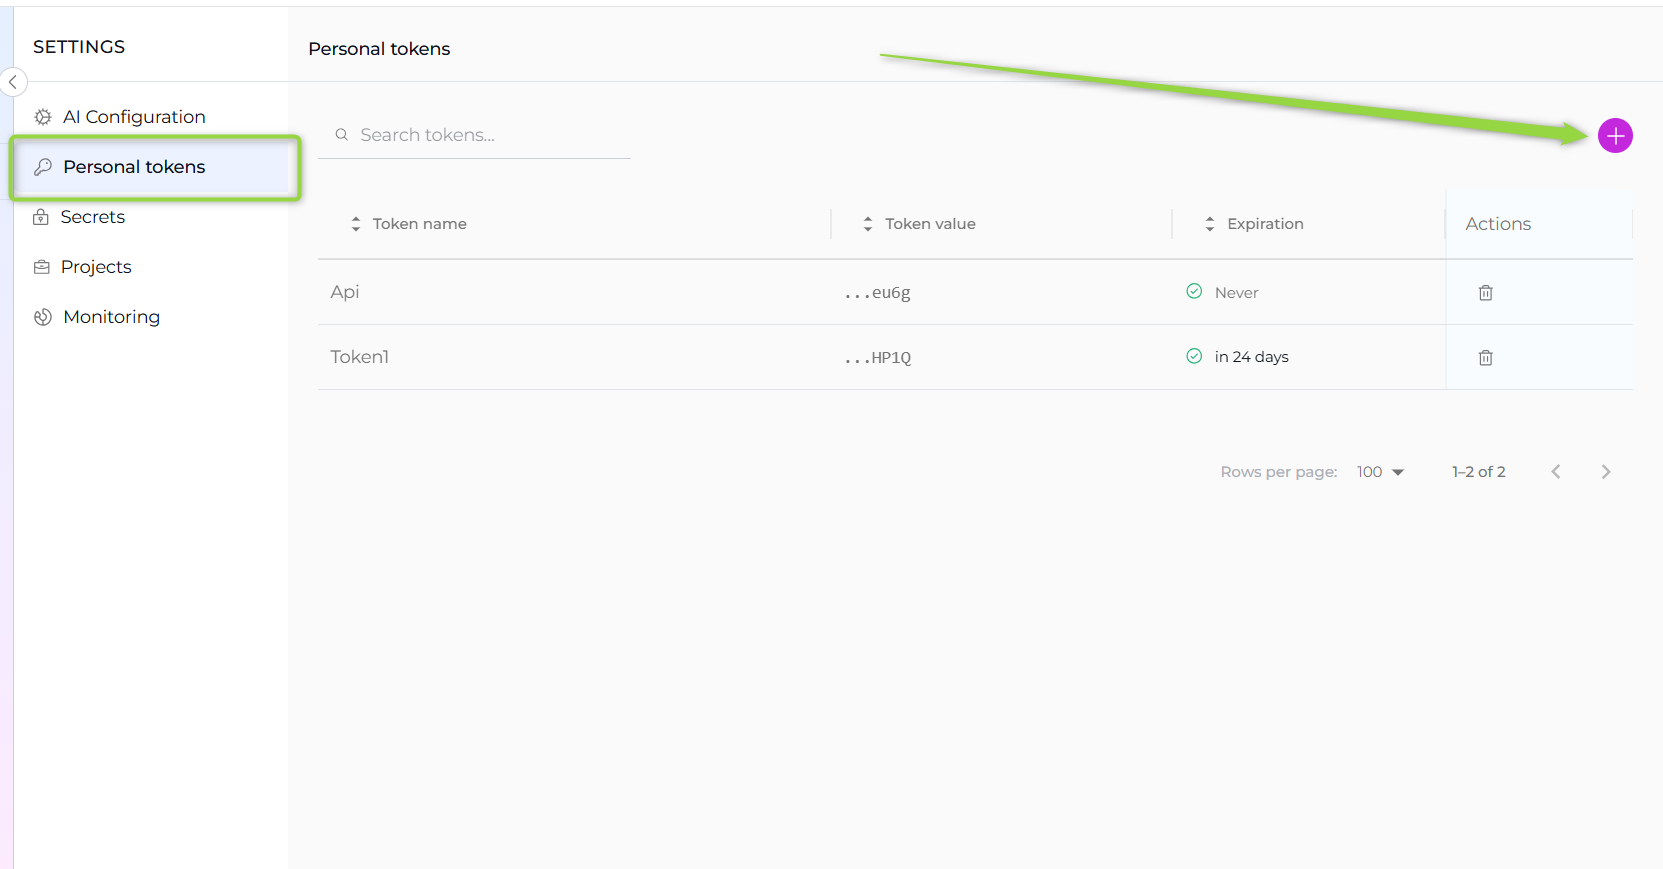 SETTINGS
Personal tokens
AI Configuration
Personal tokens
Secrets
Projects
Monitoring
Search tokens...
Token name Token value Expiration Actions
Api ...eu6g Never
Token1 ...HP1Q in 24 days
Rows per page: 100 1–2 of 2